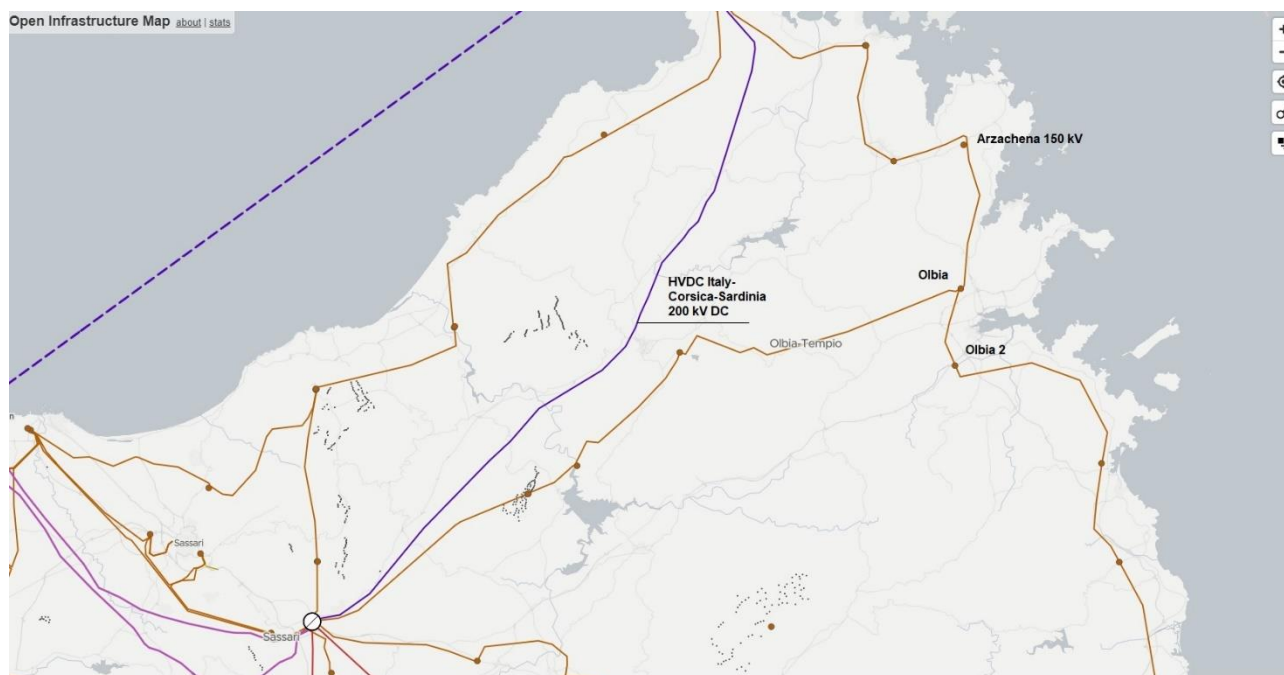 Open Infrastructure Map about | stats
Arzachena 150 kV
HVDC Italy-
Corsica-Sardinia
200 kV DC
Olbia
Olbia-Tempio
Olbia 2
Sassari
Sassari